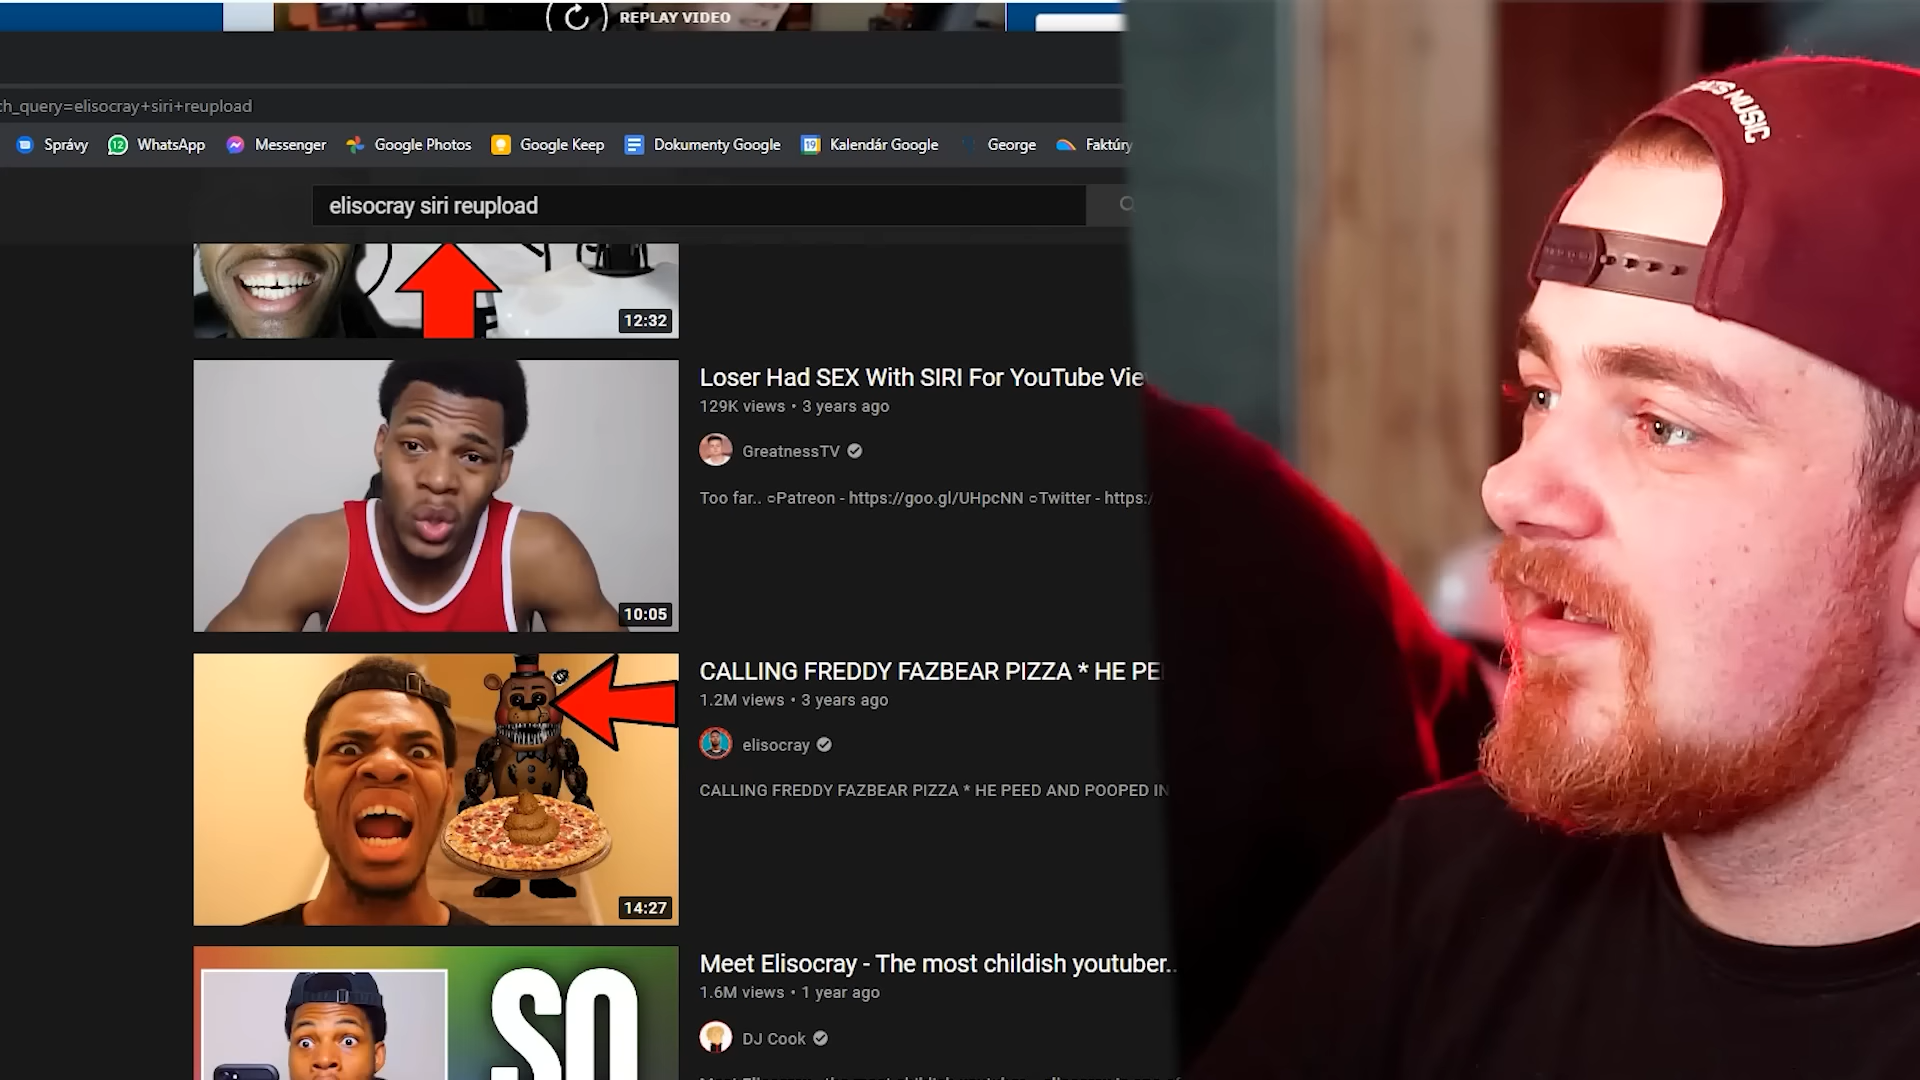 REPLAY VIDEO
ch_query=elisocray+siri+reupload
Správy
12
WhatsApp
Messenger
Google Photos
Google Keep
Dokumenty Google
19
Kalendár Google
George
Faktúry
elisocray siri reupload
12:32
Loser Had SEX With SIRI For YouTube Vie
129K views • 3 years ago
GreatnessTV
Too far.. ○Patreon - https://goo.gl/UHpcNN ○Twitter - https:/
10:05
CALLING FREDDY FAZBEAR PIZZA * HE PE
1.2M views • 3 years ago
elisocray
CALLING FREDDY FAZBEAR PIZZA * HE PEED AND POOPED IN
14:27
Meet Elisocray - The most childish youtuber..
1.6M views • 1 year ago
DJ Cook
SO
MUSIC